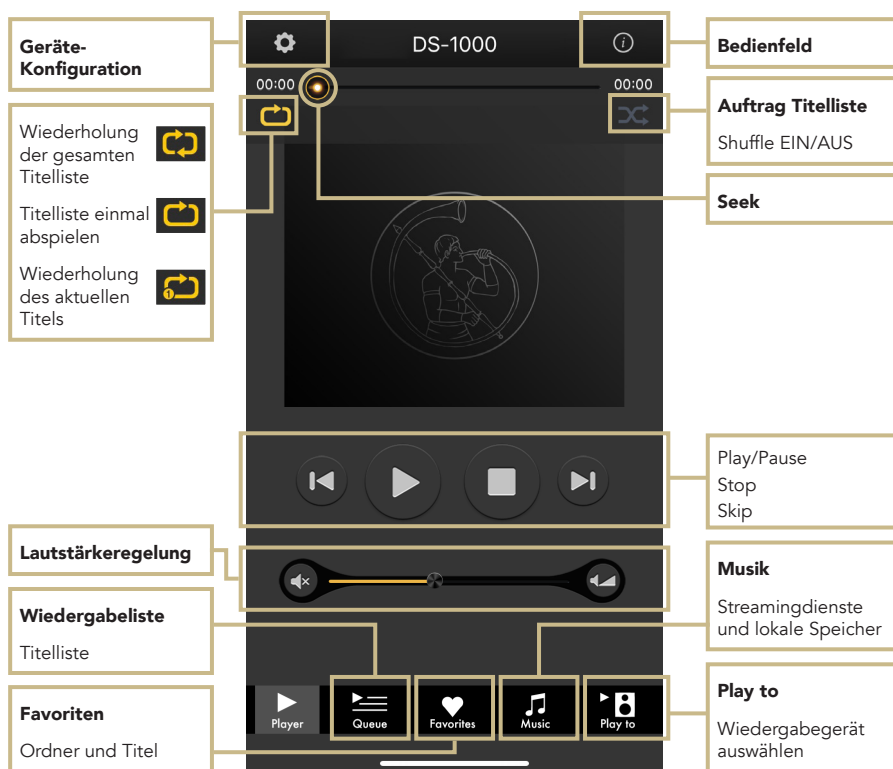 Geräte-
Konfiguration
DS-1000
Bedienfeld
00:00
00:00
Wiederholung
der gesamten
Titelliste
Titelliste einmal
abspielen
Wiederholung
des aktuellen
Titels
1
Auftrag Titelliste
Shuffle EIN/AUS
Seek
Play/Pause
Stop
Skip
Lautstärkeregelung
Musik
Streamingdienste
und lokale Speicher
Wiedergabeliste
Titelliste
Play to
Wiedergabegerät
auswählen
Favoriten
Ordner und Titel
Player
Queue
Favorites
Music
Play to